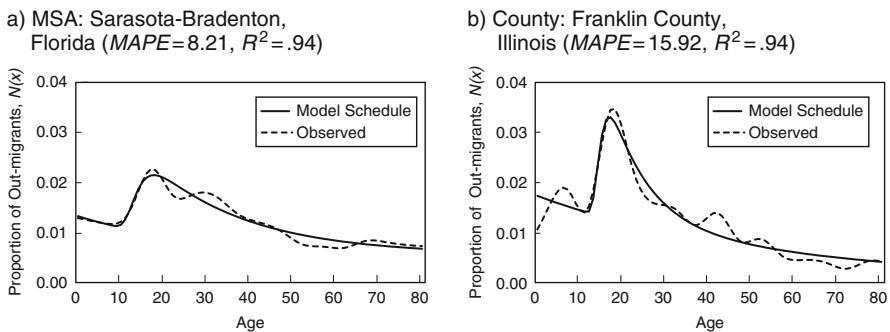 a) MSA: Sarasota-Bradenton,
Florida (MAPE=8.21, R²=.94)
Proportion of Out-migrants, N(x)
0.04
0.03
0.02
0.01
0.00
Model Schedule
Observed
0 10 20 30 40 50 60 70 80
Age
b) County: Franklin County,
Illinois (MAPE=15.92, R²=.94)
Proportion of Out-migrants, N(x)
0.04
0.03
0.02
0.01
0.00
Model Schedule
Observed
0 10 20 30 40 50 60 70 80
Age